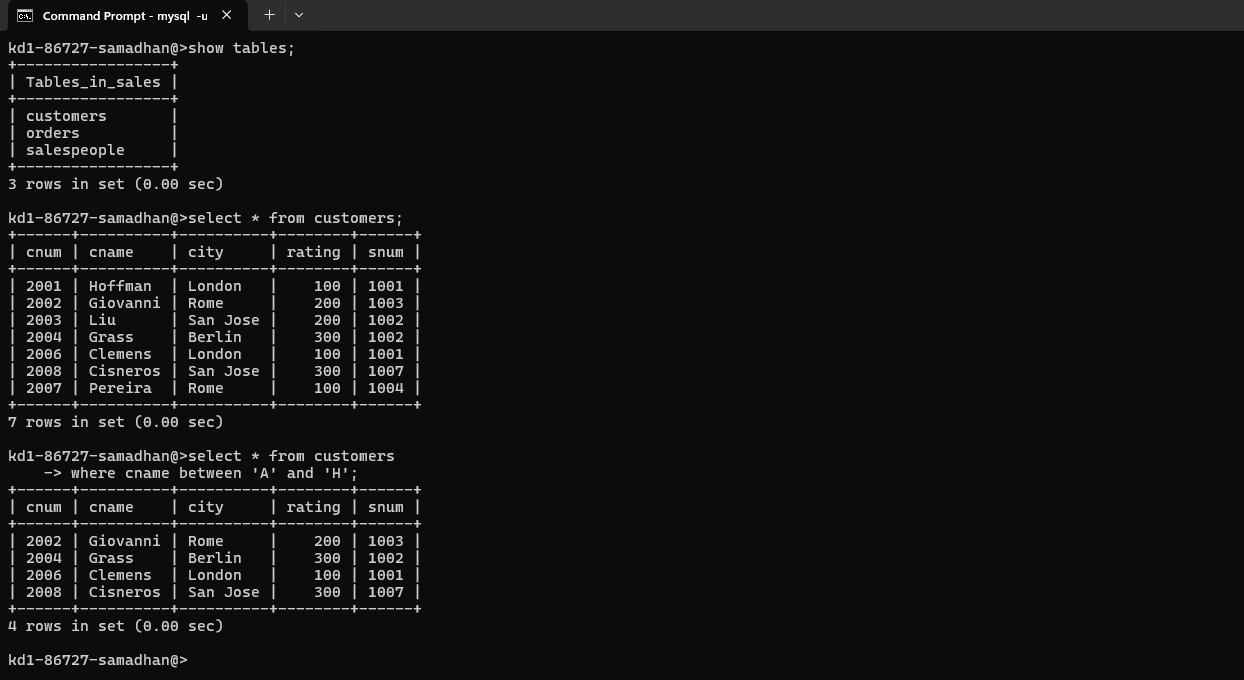 Command Prompt - mysql -u
kd1-86727-samadhan@>show tables;
+-----------------+
| Tables_in_sales |
+-----------------+
| customers       |
| orders          |
| salespeople     |
+-----------------+
3 rows in set (0.00 sec)
kd1-86727-samadhan@>select * from customers;
+------+----------+----------+--------+------+
| cnum | cname    | city     | rating | snum |
+------+----------+----------+--------+------+
| 2001 | Hoffman  | London   |    100 | 1001 |
| 2002 | Giovanni | Rome     |    200 | 1003 |
| 2003 | Liu      | San Jose |    200 | 1002 |
| 2004 | Grass    | Berlin   |    300 | 1002 |
| 2006 | Clemens  | London   |    100 | 1001 |
| 2008 | Cisneros | San Jose |    300 | 1007 |
| 2007 | Pereira  | Rome     |    100 | 1004 |
+------+----------+----------+--------+------+
7 rows in set (0.00 sec)
kd1-86727-samadhan@>select * from customers
    -> where cname between 'A' and 'H';
+------+----------+----------+--------+------+
| cnum | cname    | city     | rating | snum |
+------+----------+----------+--------+------+
| 2002 | Giovanni | Rome     |    200 | 1003 |
| 2004 | Grass    | Berlin   |    300 | 1002 |
| 2006 | Clemens  | London   |    100 | 1001 |
| 2008 | Cisneros | San Jose |    300 | 1007 |
+------+----------+----------+--------+------+
4 rows in set (0.00 sec)
kd1-86727-samadhan@>